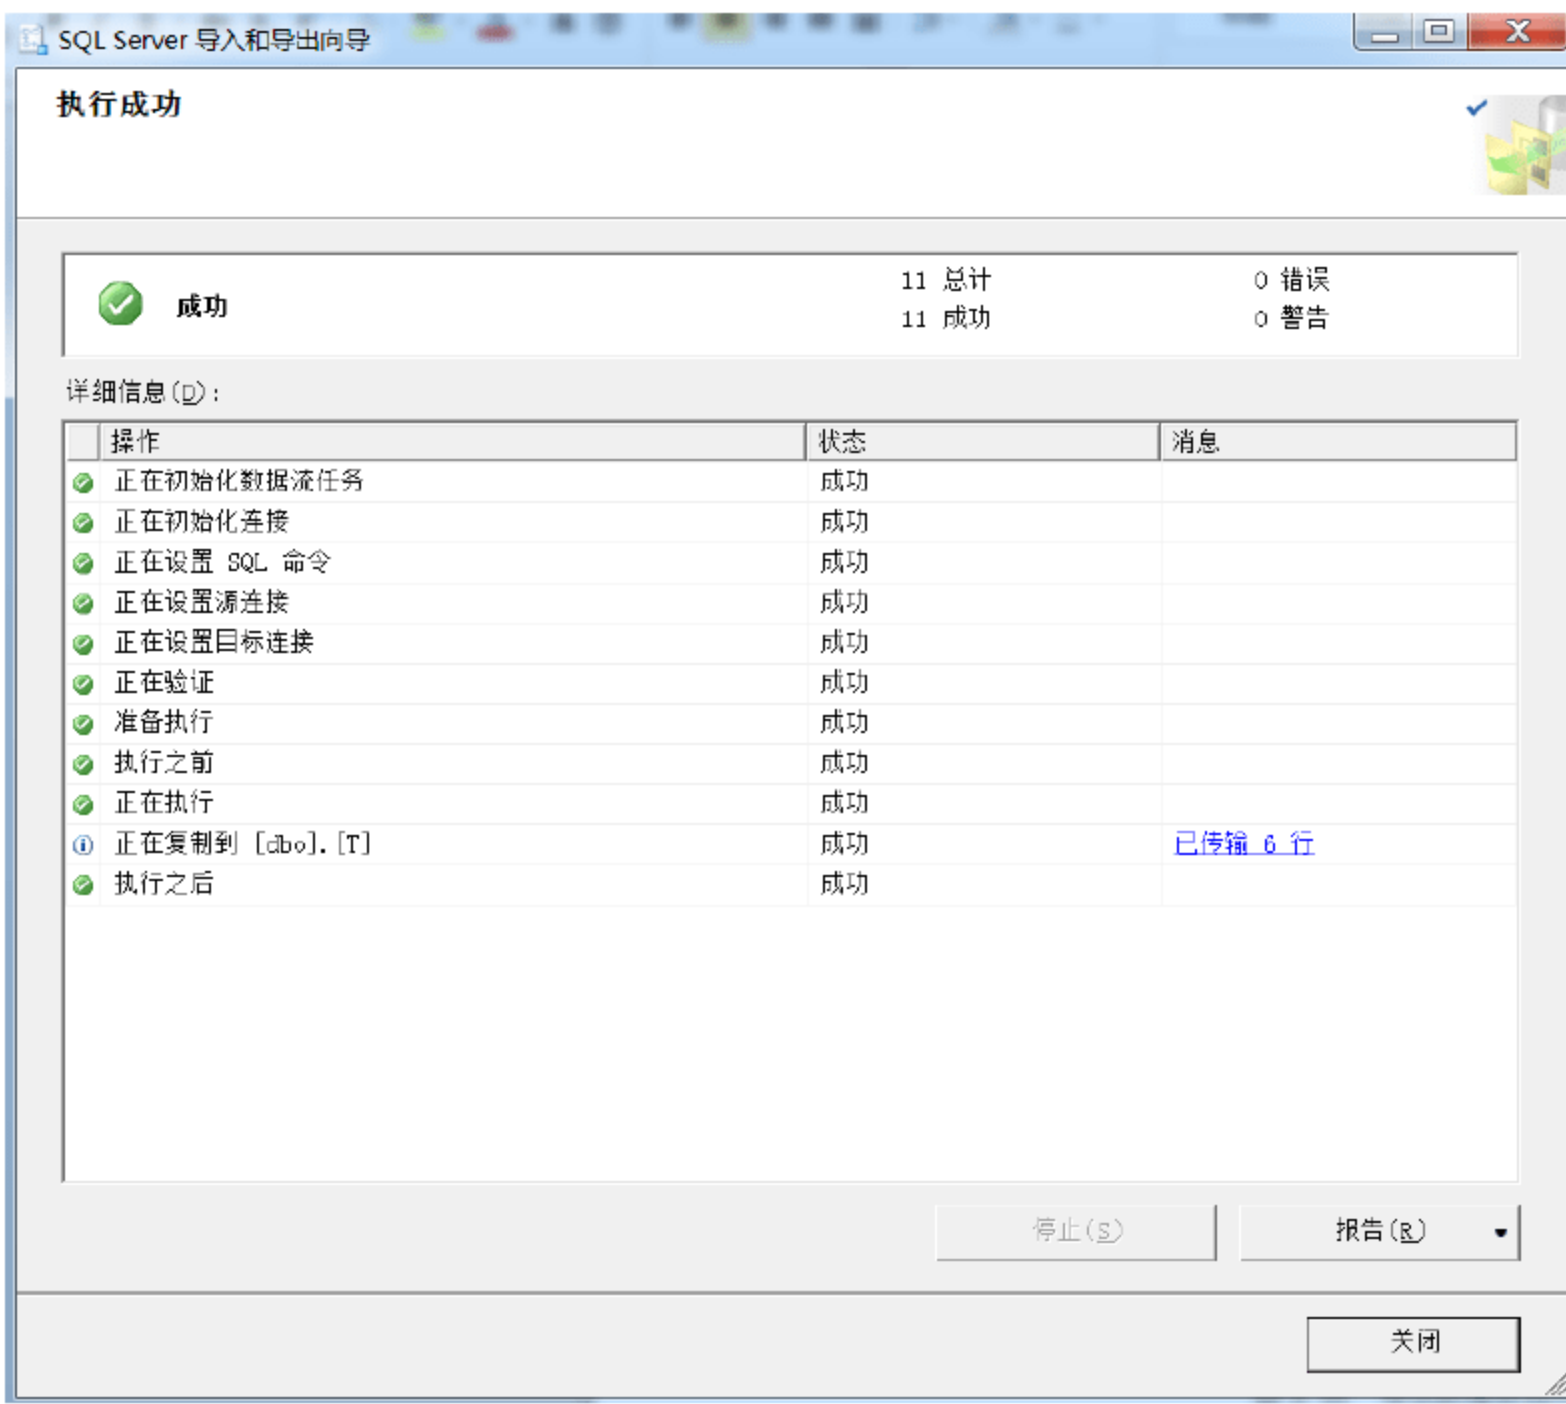 SQL Server 导入和导出向导
执行成功
成功
11 总计
0 错误
11 成功
0 警告
详细信息(D):
操作 状态 消息
正在初始化数据流任务 成功
正在初始化连接 成功
正在设置 SQL 命令 成功
正在设置源连接 成功
正在设置目标连接 成功
正在验证 成功
准备执行 成功
执行之前 成功
正在执行 成功
正在复制到 [dbo].[T] 成功 已传输 6 行
执行之后 成功
停止(S) 报告(R)
关闭